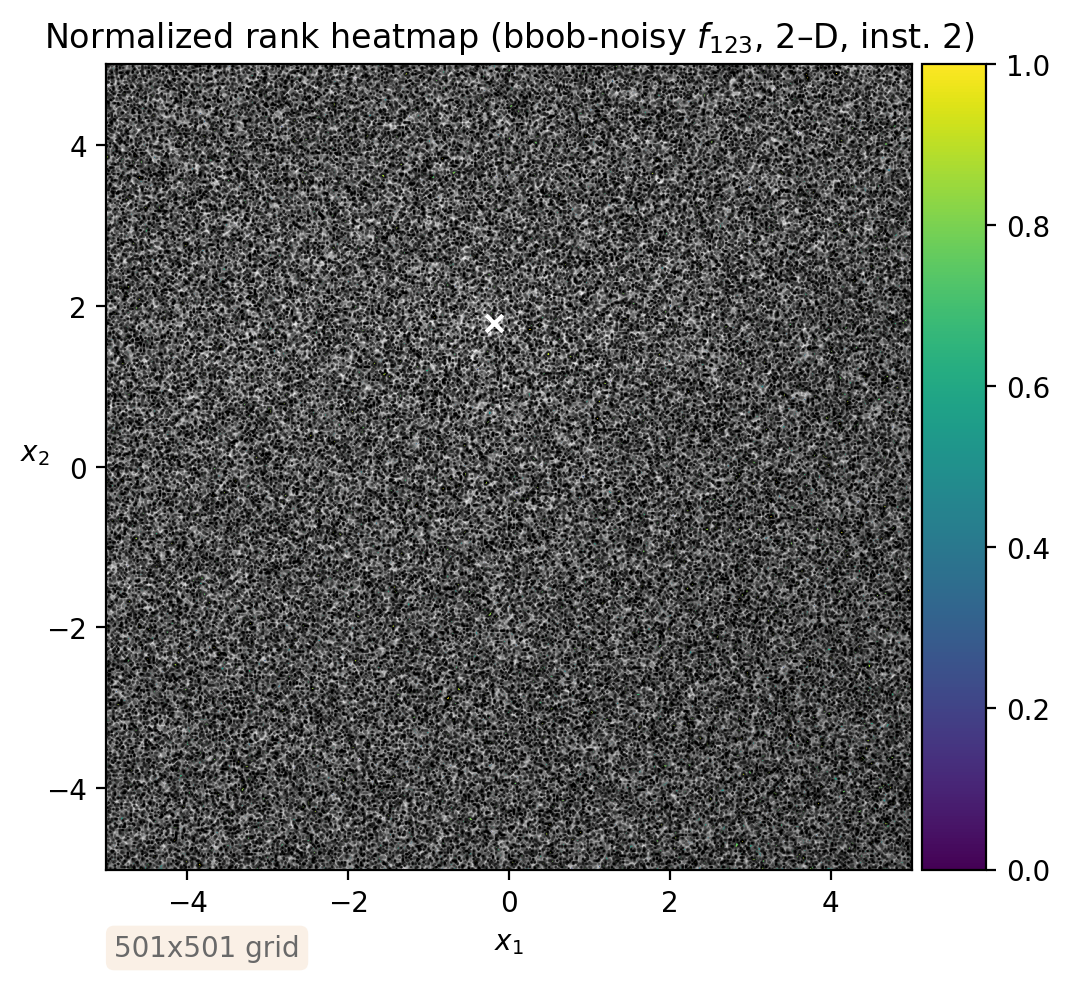 Normalized rank heatmap (bbob-noisy f₁₂₃, 2–D, inst. 2)
1.0
4
0.8
2
0.6
x₂ 0
0.4
−2
0.2
−4
0.0
−4 −2 0 2 4
x₁
501x501 grid